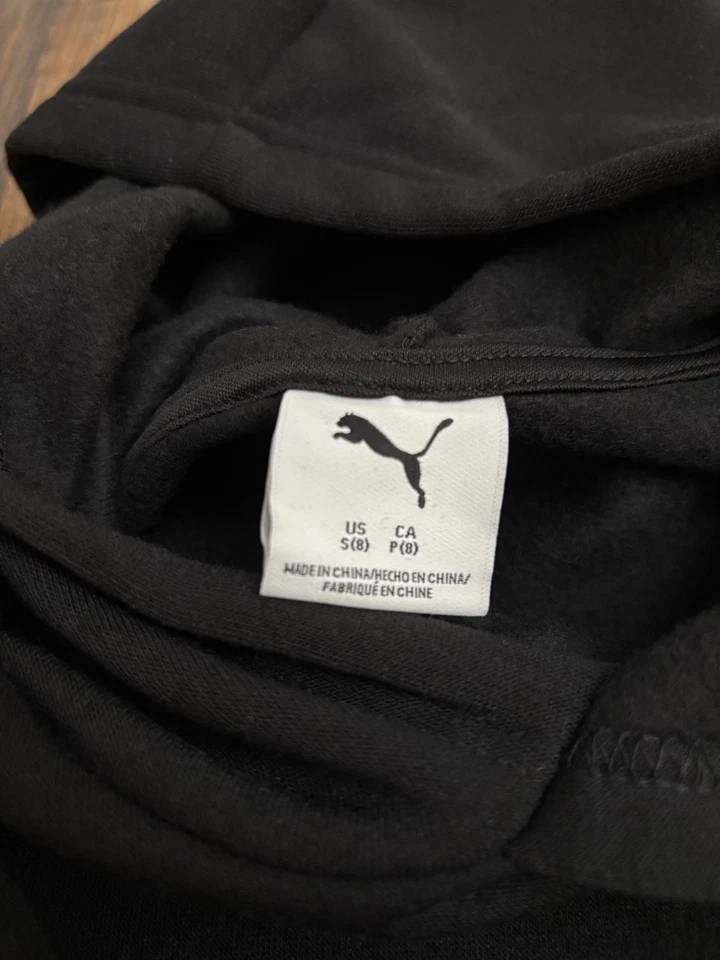 US CA
S(8) P(8)
MADE IN CHINA/HECHO EN CHINA/
FABRIQUÉ EN CHINE